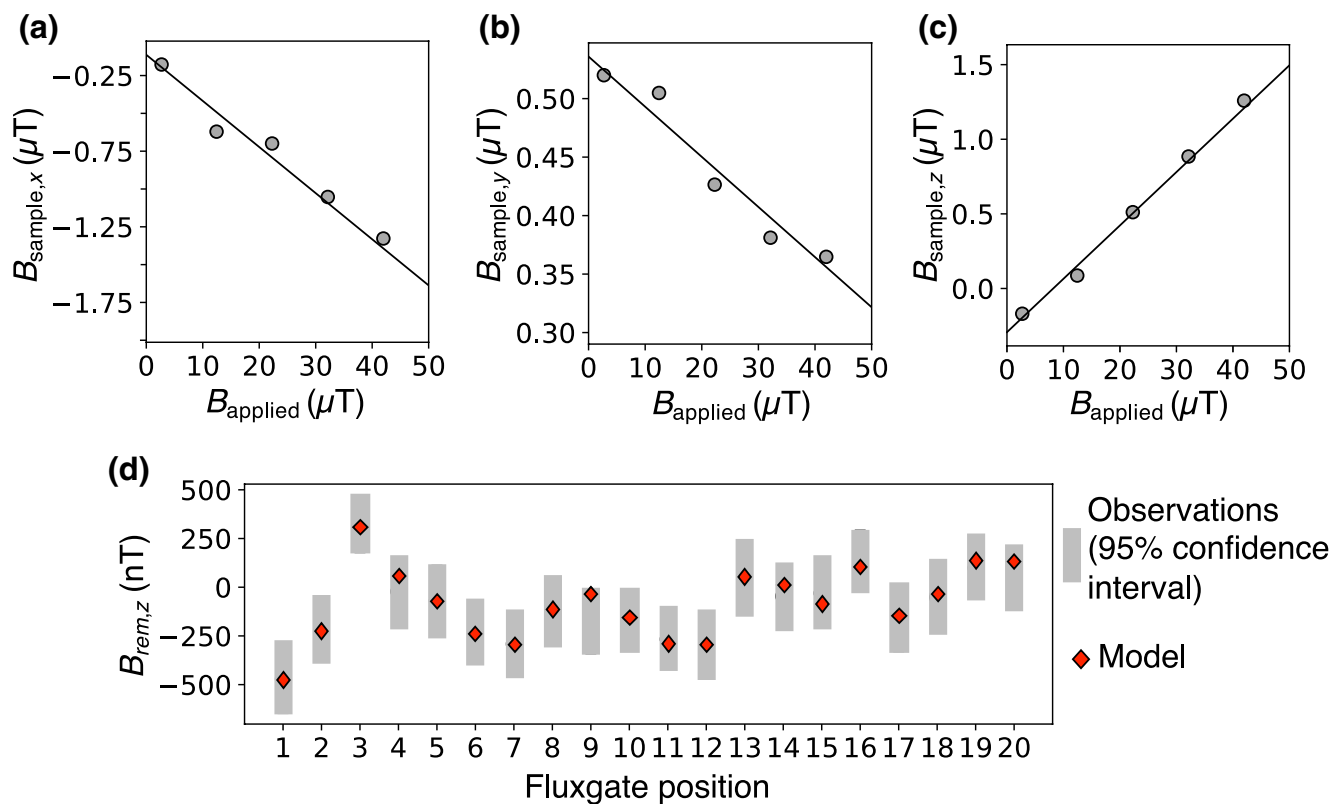 (a)
−0.25
−0.75
−1.25
−1.75
B_sample,x (μT)
0 10 20 30 40 50
B_applied (μT)
(b)
0.50
0.45
0.40
0.35
0.30
B_sample,y (μT)
0 10 20 30 40 50
B_applied (μT)
(c)
1.5
1.0
0.5
0.0
B_sample,z (μT)
0 10 20 30 40 50
B_applied (μT)
(d)
500
250
0
−250
−500
B_rem,z (nT)
1 2 3 4 5 6 7 8 9 10 11 12 13 14 15 16 17 18 19 20
Fluxgate position
Observations
(95% confidence
interval)
Model